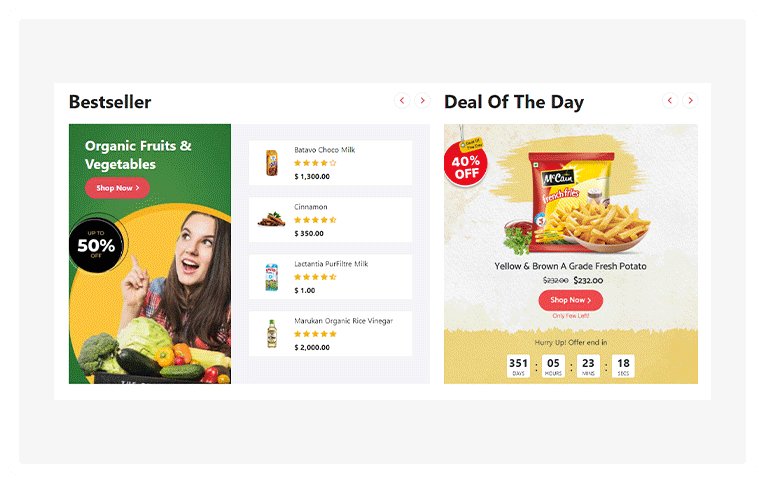 Bestseller
Organic Fruits &
Vegetables
Shop Now
UP TO
50%
OFF
Batavo Choco Milk
$ 1,300.00
Cinnamon
$ 350.00
Lactantia PurFiltre Milk
$ 1.00
Marukan Organic Rice Vinegar
$ 2,000.00
Deal Of The Day
Deal Of
The Day
40%
OFF
McCain
french fries
Yellow & Brown A Grade Fresh Potato
$232.00 $232.00
Shop Now
Only Few Left!
Hurry Up! Offer end in
351 : 05 : 23 : 18
DAYS HOURS MINS SECS